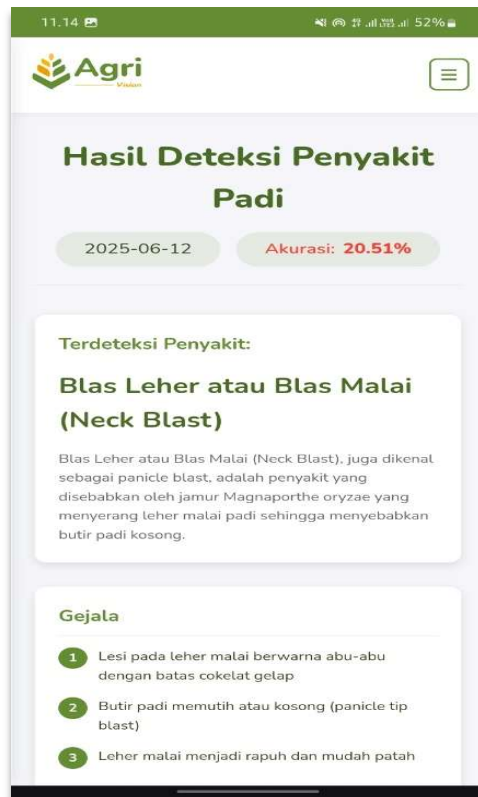 11.14
52%
Agri
Hasil Deteksi Penyakit
Padi
2025-06-12
Akurasi: 20.51%
Terdeteksi Penyakit:
Blas Leher atau Blas Malai
(Neck Blast)
Blas Leher atau Blas Malai (Neck Blast), juga dikenal
sebagai panicle blast, adalah penyakit yang
disebabkan oleh jamur Magnaporthe oryzae yang
menyerang leher malai padi sehingga menyebabkan
butir padi kosong.
Gejala
1 Lesi pada leher malai berwarna abu-abu
dengan batas cokelat gelap
2 Butir padi memutih atau kosong (panicle tip
blast)
3 Leher malai menjadi rapuh dan mudah patah